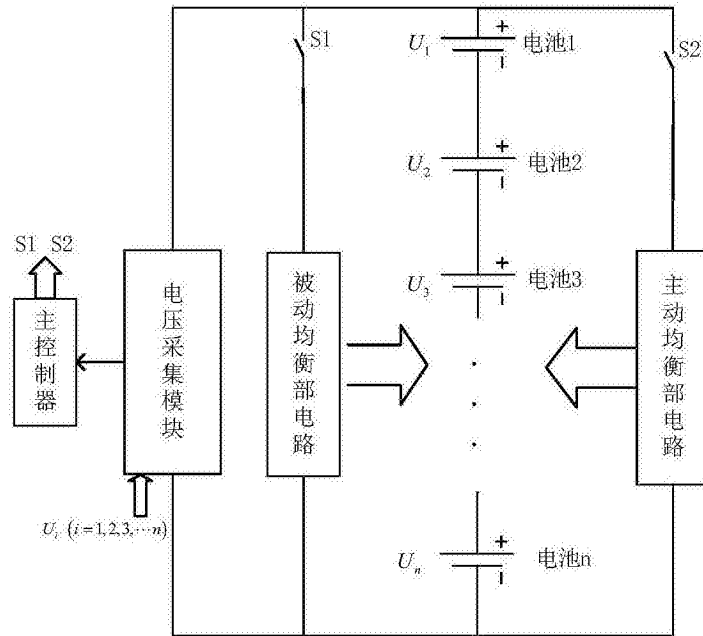 S1
U₁
+
电池1
S2
U₂
+
电池2
S1 S2
主控制器
电压采集模块
被动均衡部电路
U₃
+
电池3
主动均衡部电路
Uᵢ (i=1,2,3,⋯n)
Uₙ
+
电池n